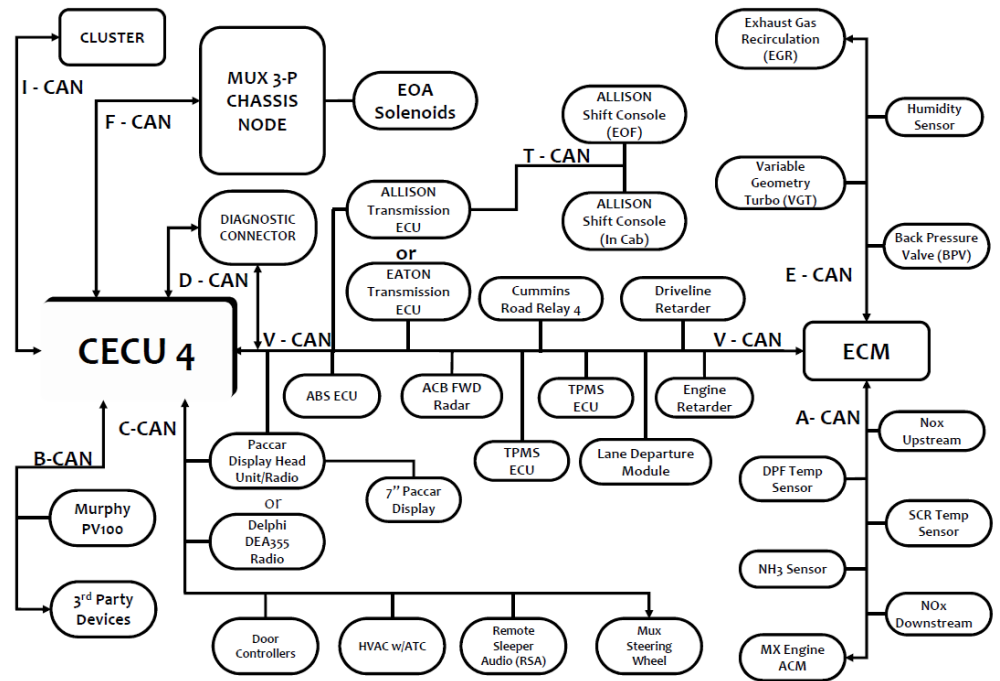 CLUSTER
I - CAN
F - CAN
MUX 3-P
CHASSIS
NODE
EOA
Solenoids
DIAGNOSTIC
CONNECTOR
D - CAN
ALLISON
Transmission
ECU
or
EATON
Transmission
ECU
T - CAN
ALLISON
Shift Console
(EOF)
ALLISON
Shift Console
(In Cab)
Exhaust Gas
Recirculation
(EGR)
Humidity
Sensor
Variable
Geometry
Turbo (VGT)
Back Pressure
Valve (BPV)
E - CAN
Cummins
Road Relay 4
Driveline
Retarder
CECU 4
V - CAN
V - CAN
ECM
ABS ECU
ACB FWD
Radar
TPMS
ECU
Engine
Retarder
TPMS
ECU
Lane Departure
Module
C-CAN
B-CAN
Paccar
Display Head
Unit/Radio
7” Paccar
Display
or
Delphi
DEA355
Radio
Murphy
PV100
3rd Party
Devices
Door
Controllers
HVAC w/ATC
Remote
Sleeper
Audio (RSA)
Mux
Steering
Wheel
A- CAN
Nox
Upstream
DPF Temp
Sensor
SCR Temp
Sensor
NH3 Sensor
NOx
Downstream
MX Engine
ACM